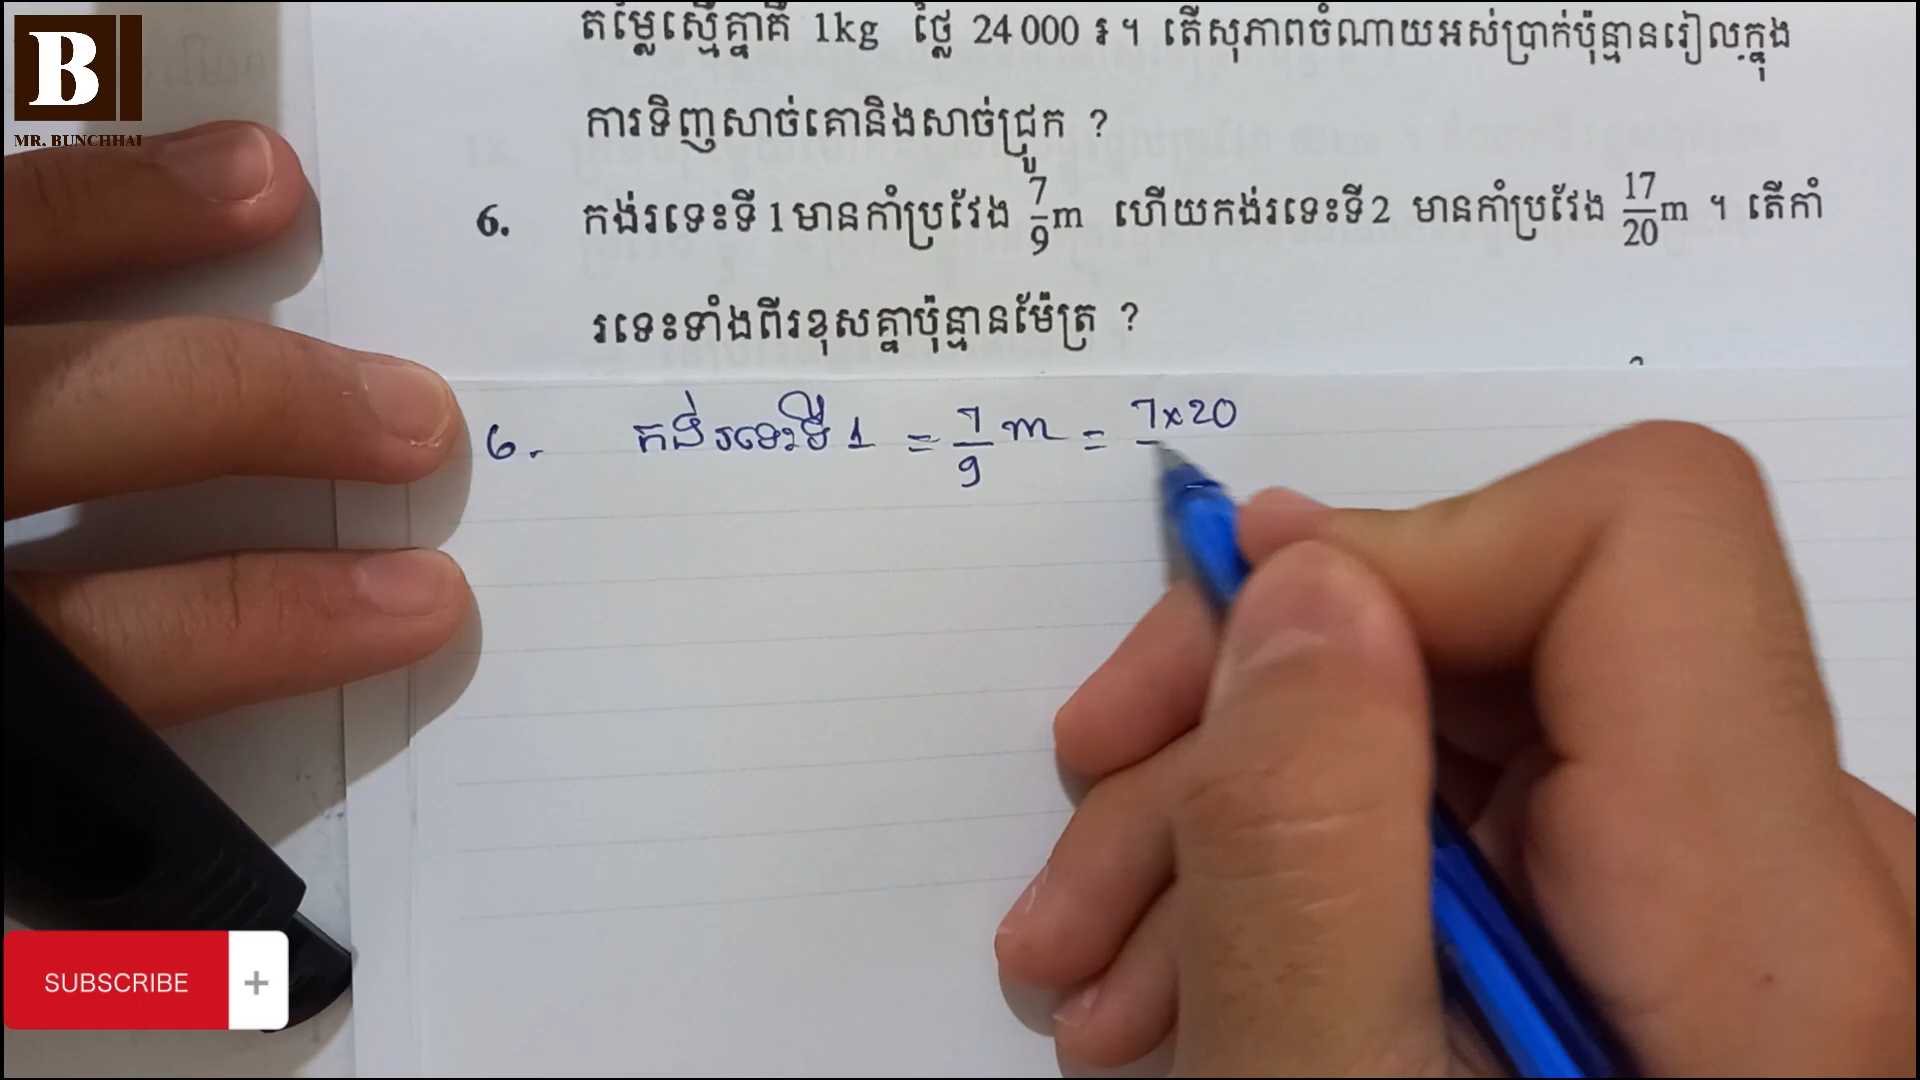 B
MR. BUNCHHAI
តម្លៃស្មើគ្នាគឺ 1kg ថ្លៃ 24 000 ៛ ។ តើសុភាពចំណាយអស់ប្រាក់ប៉ុន្មានរៀលក្នុង
ការទិញសាច់គោនិងសាច់ជ្រូក ?
6. កង់រទេះទី 1 មានកាំប្រវែង 7/9 m ហើយកង់រទេះទី 2 មានកាំប្រវែង 17/20 m ។ តើកាំ
រទេះទាំងពីរខុសគ្នាប៉ុន្មានម៉ែត្រ ?
6. កង់រទេះទី 1 = 7/9 m = 7x20
SUBSCRIBE +